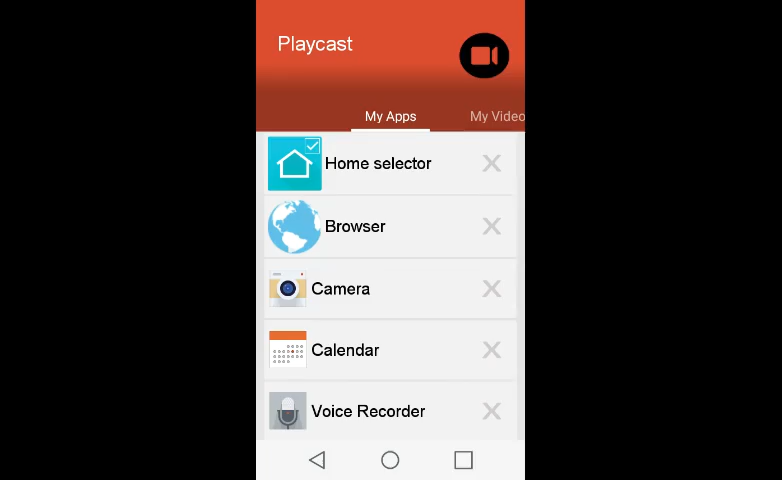 Playcast
My Apps
My Video
Home selector
Browser
Camera
Calendar
Voice Recorder